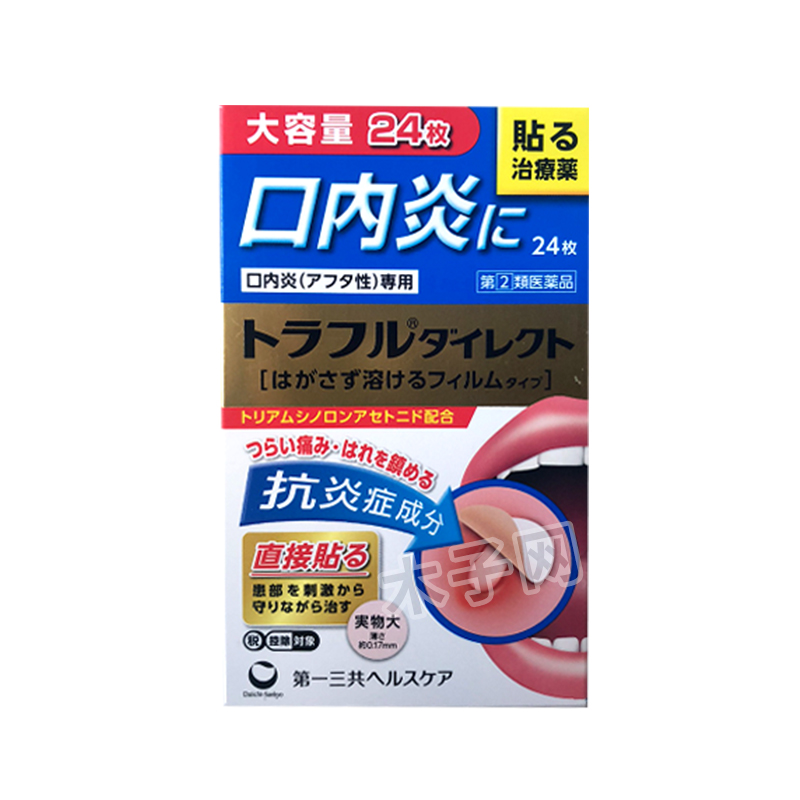 大容量 24枚
貼る
治療薬
口内炎に
24枚
口内炎(アフタ性)専用
第②類医薬品
トラフル®ダイレクト
[はがさず溶けるフィルムタイプ]
トリアムシノロンアセトニド配合
つらい痛み・はれを鎮める
抗炎症成分
直接貼る
患部を刺激から
守りながら治す
実物大
薄さ
約0.17mm
税 控除 対象
木子网
Daiichi-Sankyo
第一三共ヘルスケア